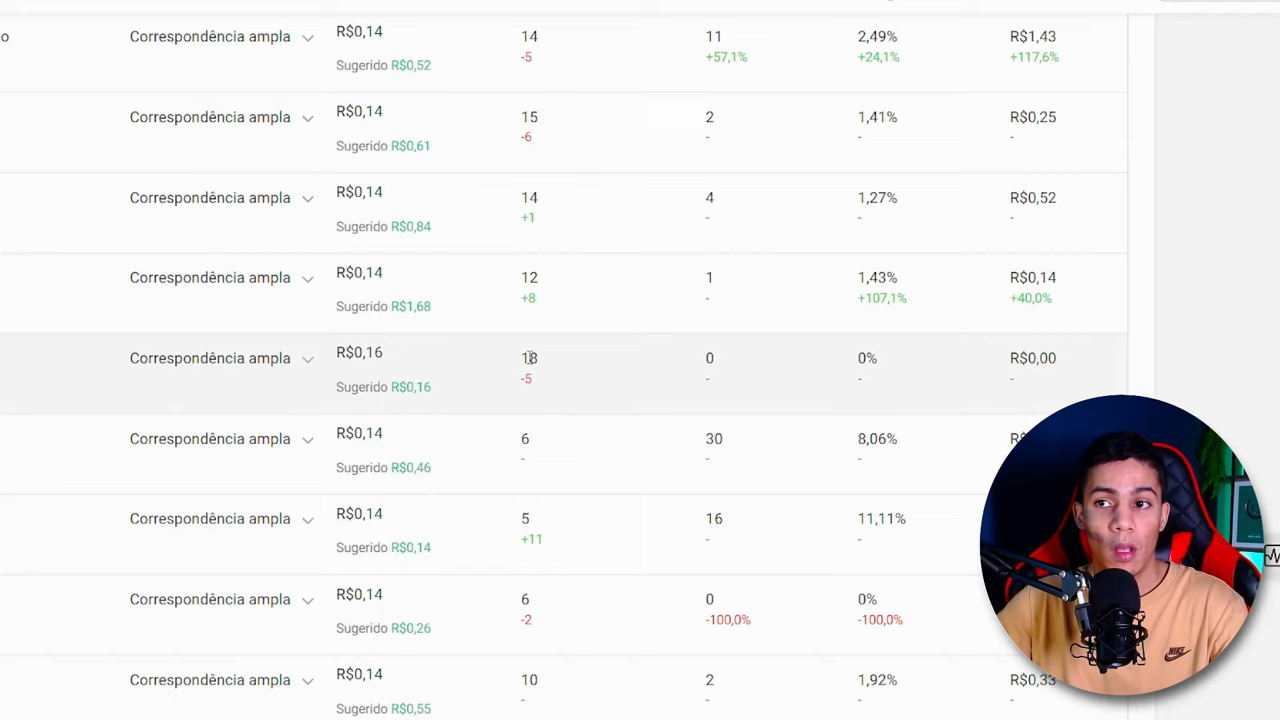 o Correspondência ampla R$0,14 14 11 2,49% R$1,43
Sugerido R$0,52 -5 +57,1% +24,1% +117,6%
Correspondência ampla R$0,14 15 2 1,41% R$0,25
Sugerido R$0,61 -6 - - -
Correspondência ampla R$0,14 14 4 1,27% R$0,52
Sugerido R$0,84 +1 - - -
Correspondência ampla R$0,14 12 1 1,43% R$0,14
Sugerido R$1,68 +8 - +107,1% +40,0%
Correspondência ampla R$0,16 18 0 0% R$0,00
Sugerido R$0,16 -5 - - -
Correspondência ampla R$0,14 6 30 8,06%
Sugerido R$0,46 - - -
Correspondência ampla R$0,14 5 16 11,11%
Sugerido R$0,14 +11 - -
Correspondência ampla R$0,14 6 0 0%
Sugerido R$0,26 -2 -100,0% -100,0%
Correspondência ampla R$0,14 10 2 1,92% R$0,33
Sugerido R$0,55 - - -
NIKE